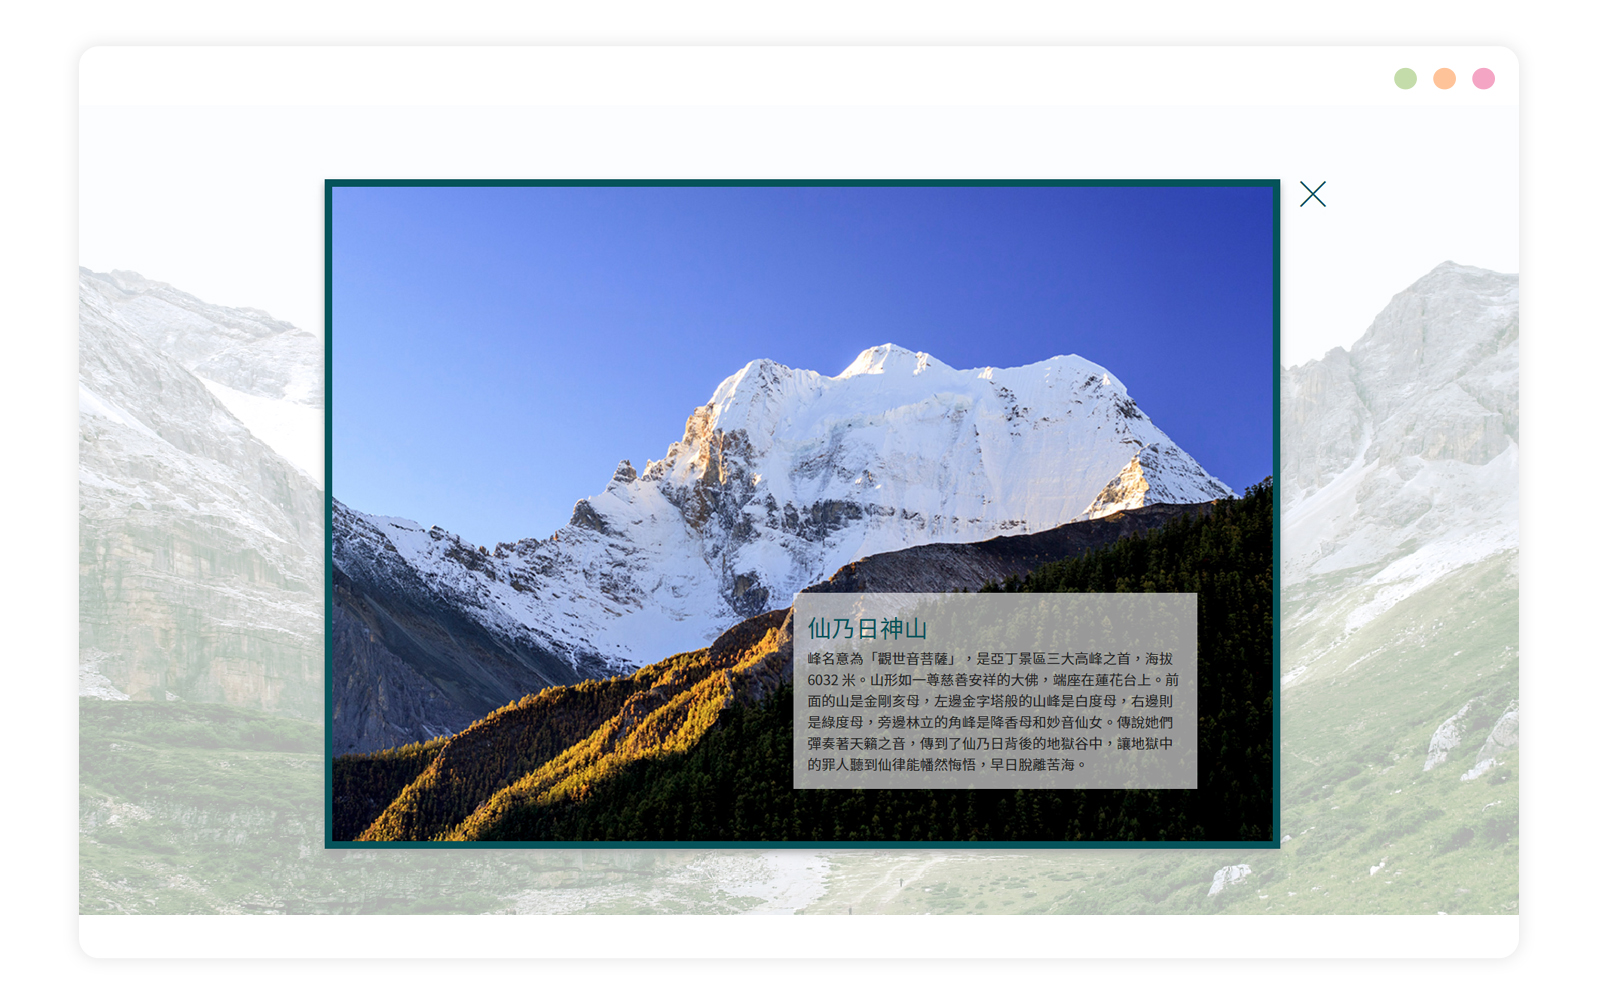 仙乃日神山
峰名意為「觀世音菩薩」，是亞丁景區三大高峰之首，海拔
6032 米。山形如一尊慈善安祥的大佛，端座在蓮花台上。前
面的山是金剛亥母，左邊金字塔般的山峰是白度母，右邊則
是綠度母，旁邊林立的角峰是降香母和妙音仙女。傳說她們
彈奏著天籟之音，傳到了仙乃日背後的地獄谷中，讓地獄中
的罪人聽到仙律能幡然悔悟，早日脫離苦海。